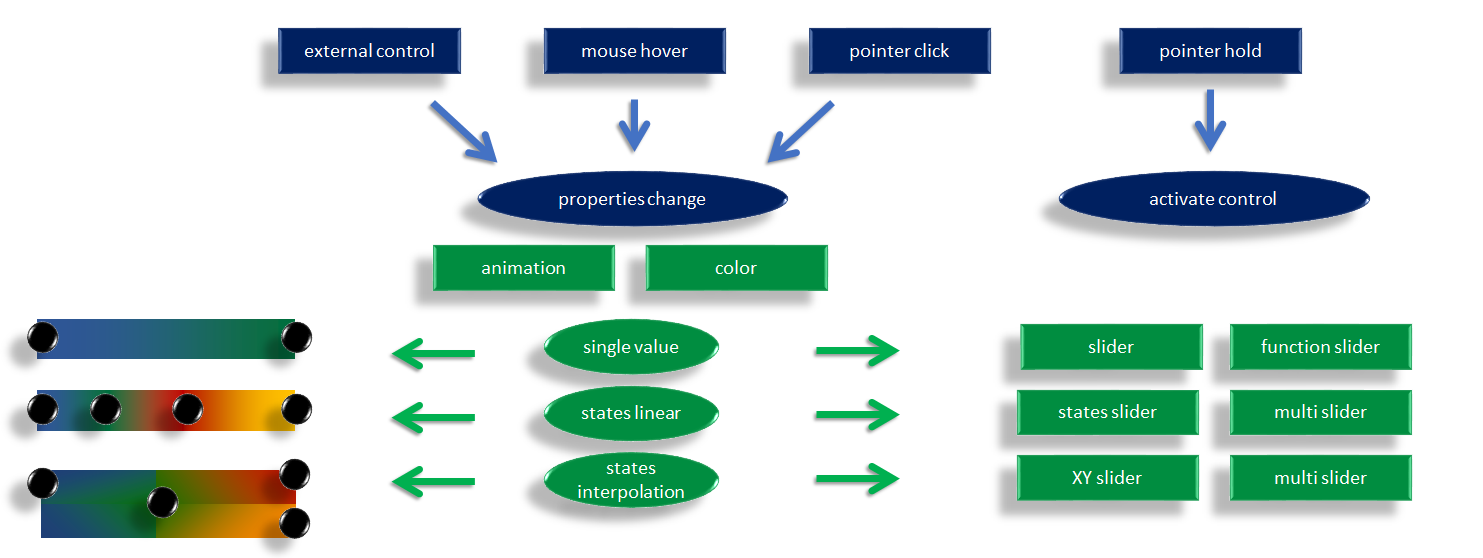 external control
mouse hover
pointer click
pointer hold
properties change
activate control
animation
color
single value
slider
function slider
states linear
states slider
multi slider
states
interpolation
XY slider
multi slider